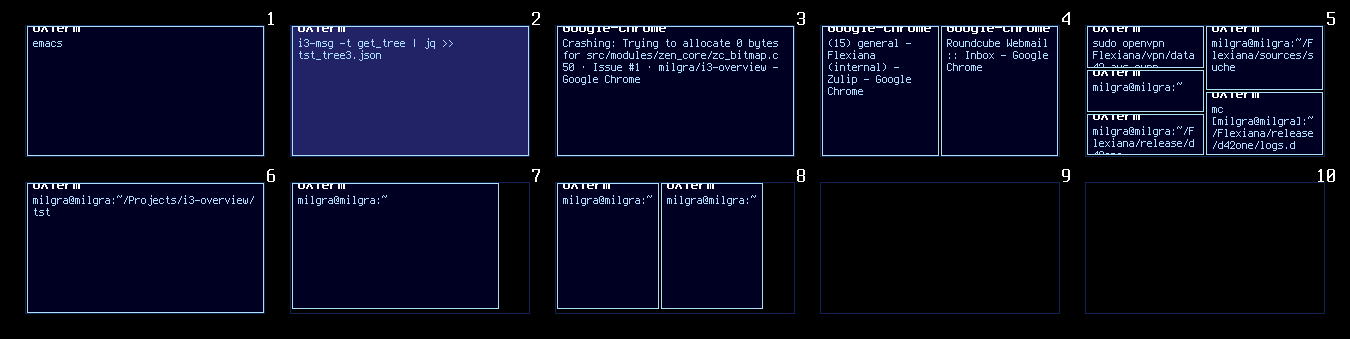 1
UXTerm
emacs
2
UXTerm
i3-msg -t get_tree | jq >>
tst_tree3.json
3
Google-chrome
Crashing: Trying to allocate 0 bytes
for src/modules/zen_core/zc_bitmap.c
50 · Issue #1 · milgra/i3-overview -
Google Chrome
4
Google-chrome
(15) general -
Flexiana
(internal) -
Zulip - Google
Chrome
Google-chrome
Roundcube Webmail
:: Inbox - Google
Chrome
5
UXTerm
sudo openvpn
Flexiana/vpn/data
UXTerm
milgra@milgra:~
UXTerm
milgra@milgra:~/F
lexiana/release/d
42one
UXTerm
milgra@milgra:~/F
lexiana/sources/s
uche
UXTerm
mc
[milgra@milgra]:~
/Flexiana/release
/d42one/logs.d
6
UXTerm
milgra@milgra:~/Projects/i3-overview/
tst
7
UXTerm
milgra@milgra:~
8
UXTerm
milgra@milgra:~
UXTerm
milgra@milgra:~
9
10